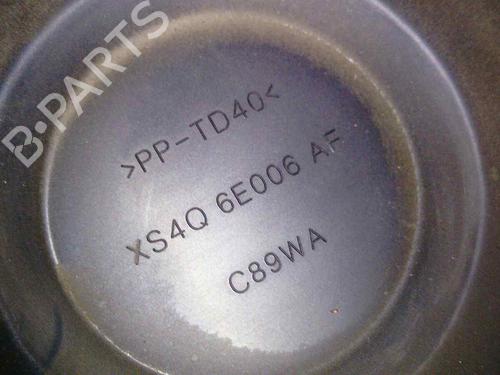 B-PARTS
>PP-TD40<
XS4Q 6E006 AF
C89WA